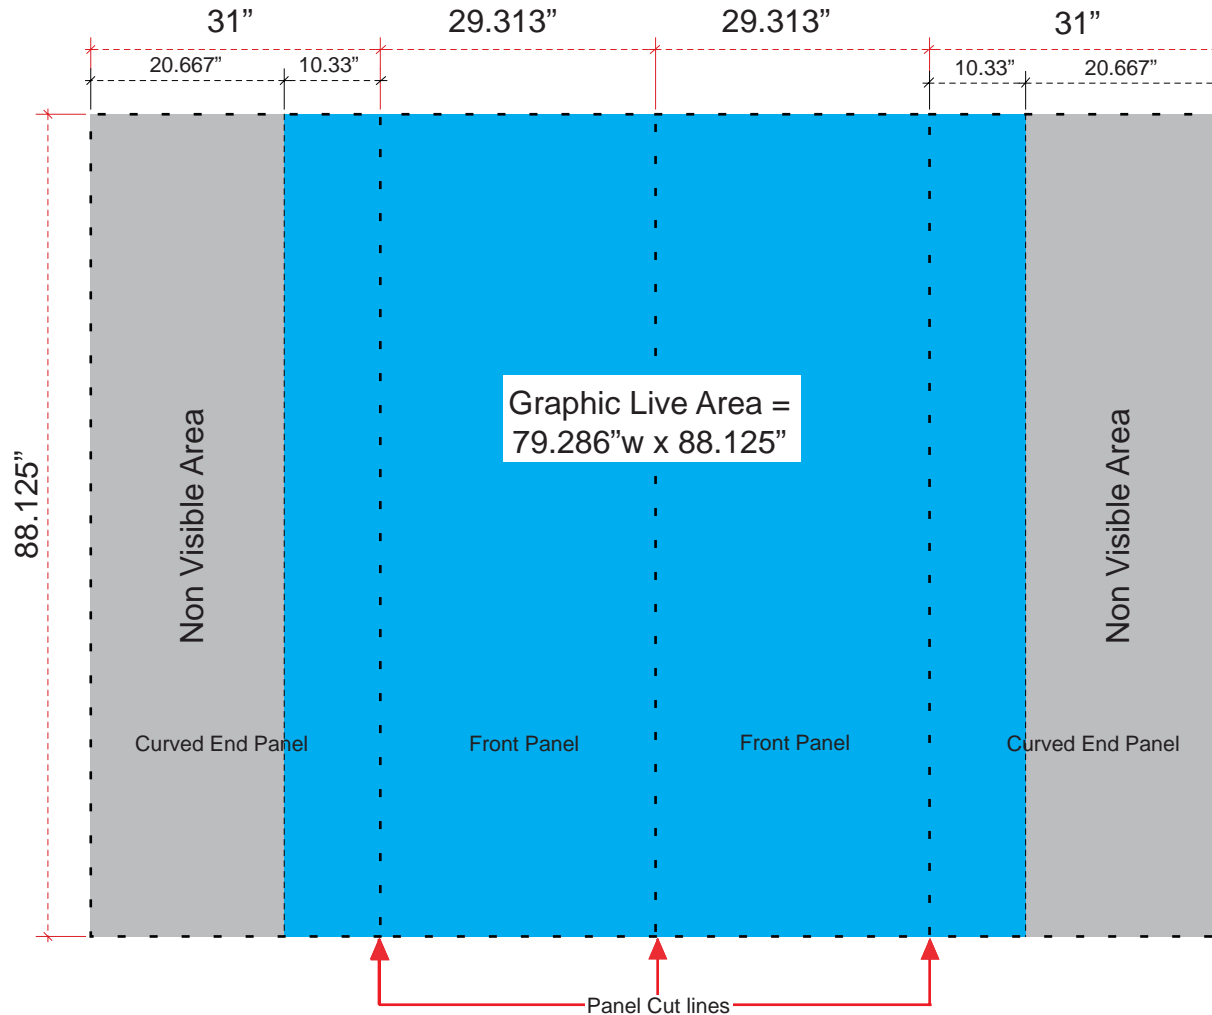 31”
29.313”
29.313”
31”
20.667”
10.33”
10.33”
20.667”
Graphic Live Area =
79.286”w x 88.125”
88.125”
Non Visible Area
Non Visible Area
Curved End Panel
Front Panel
Front Panel
Curved End Panel
Panel Cut lines